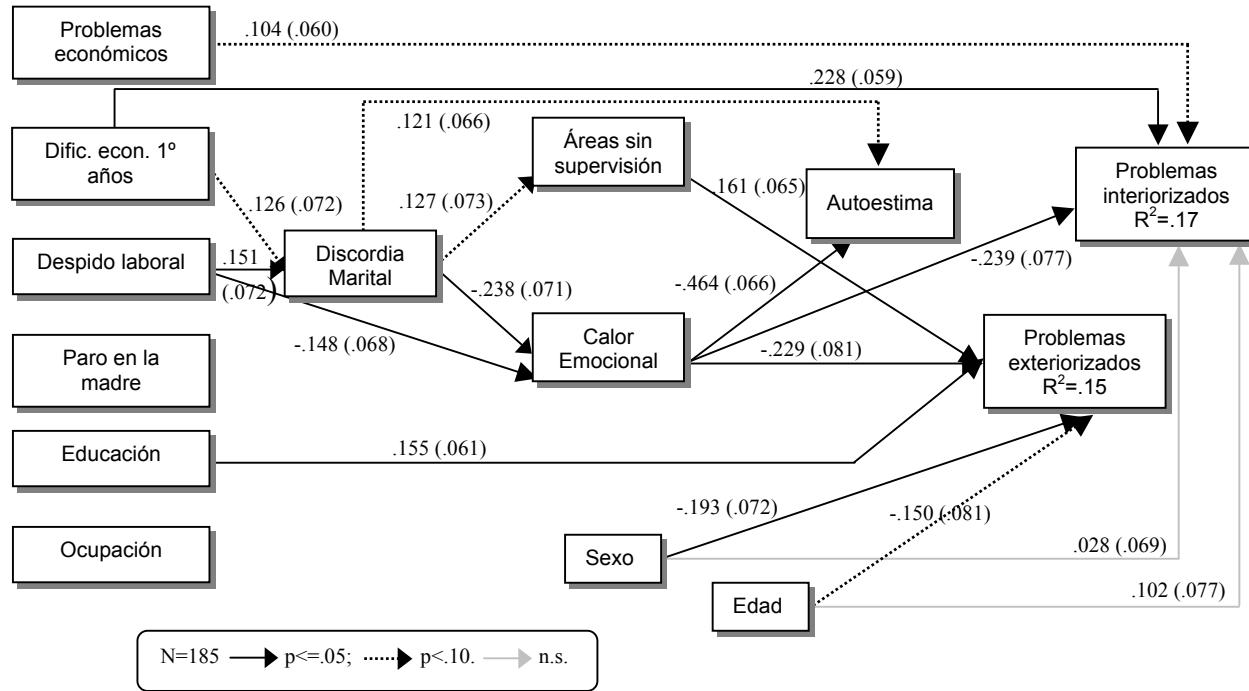 Problemas
económicos
.104 (.060)
.228 (.059)
Dific. econ. 1º
años
.121 (.066)
Áreas sin
supervisión
.161 (.065)
Autoestima
Problemas
interiorizados
R²=.17
.126 (.072)
.127 (.073)
Despido laboral
.151
(.072)
Discordia
Marital
-.238 (.071)
-.464 (.066)
-.239 (.077)
-.148 (.068)
Calor
Emocional
-.229 (.081)
Problemas
exteriorizados
R²=.15
Paro en la
madre
Educación
.155 (.061)
-.193 (.072)
-.150 (.081)
Ocupación
Sexo
.028 (.069)
Edad
.102 (.077)
N=185 p<=.05; p<.10. n.s.